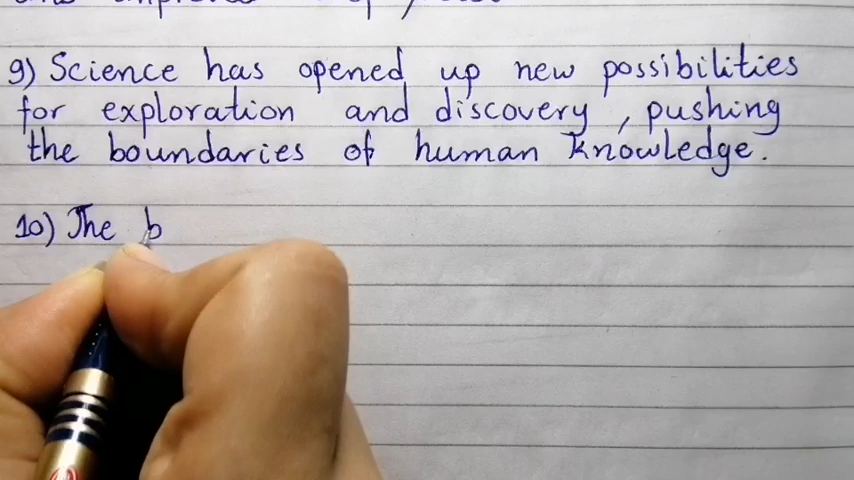 9) Science has opened up new possibilities
for exploration and discovery, pushing
the boundaries of human knowledge.
10) The b